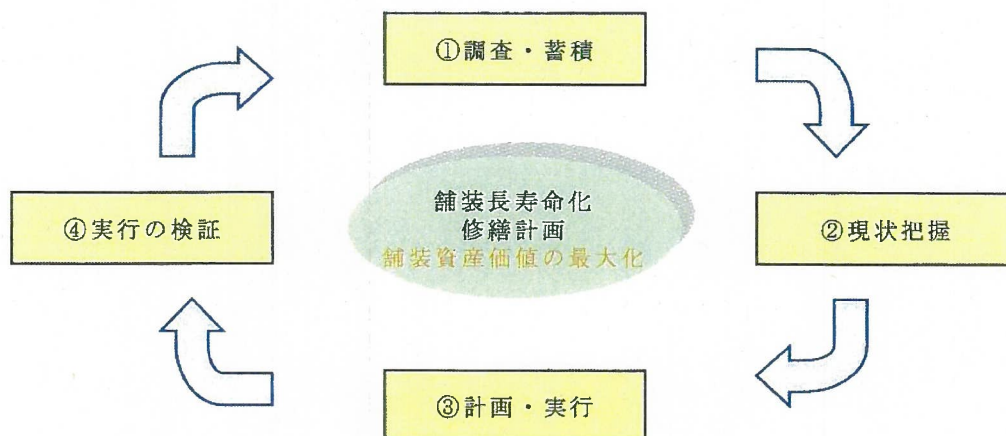 ①調査・蓄積
舗装長寿命化
修繕計画
舗装資産価値の最大化
④実行の検証
②現状把握
③計画・実行